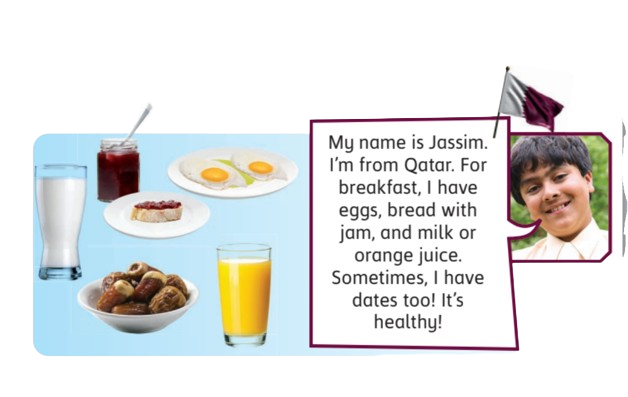 My name is Jassim.
I'm from Qatar. For
breakfast, I have
eggs, bread with
jam, and milk or
orange juice.
Sometimes, I have
dates too! It's
healthy!